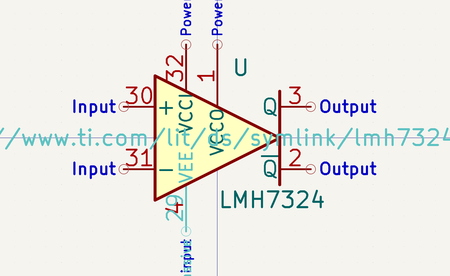 Power
Power
32
1
U
30
+
VCCI
VCCO
Q
3
Input
Output
//www.ti.com/lit/ds/symlink/lmh7324
31
-
VEE
Q
2
Input
Output
LMH7324
Input